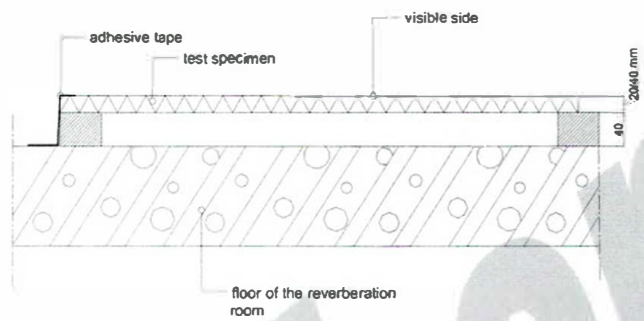 visible side
adhesive tape
test specimen
20/40 mm
40
floor of the reverberation
room